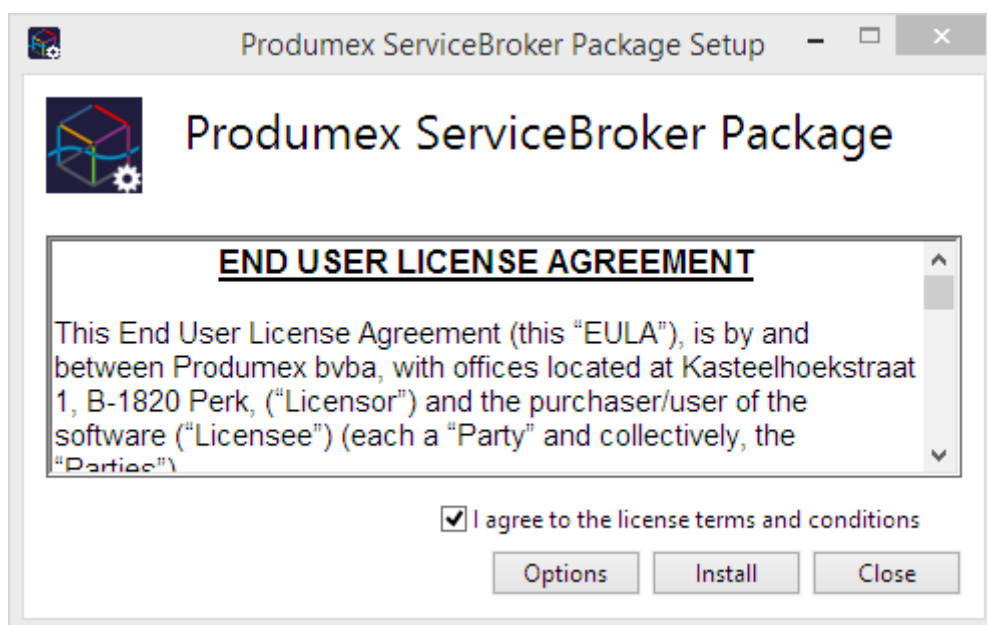 Produmex ServiceBroker Package Setup
Produmex ServiceBroker Package
END USER LICENSE AGREEMENT
This End User License Agreement (this “EULA”), is by and
between Produmex bvba, with offices located at Kasteelhoekstraat
1, B-1820 Perk, (“Licensor”) and the purchaser/user of the
software (“Licensee”) (each a “Party” and collectively, the
“Parties”)
I agree to the license terms and conditions
Options Install Close